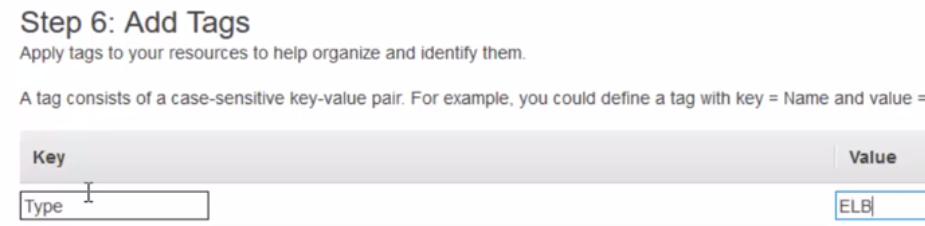 Step 6: Add Tags
Apply tags to your resources to help organize and identify them.
A tag consists of a case-sensitive key-value pair. For example, you could define a tag with key = Name and value =
Key Value
Type ELB